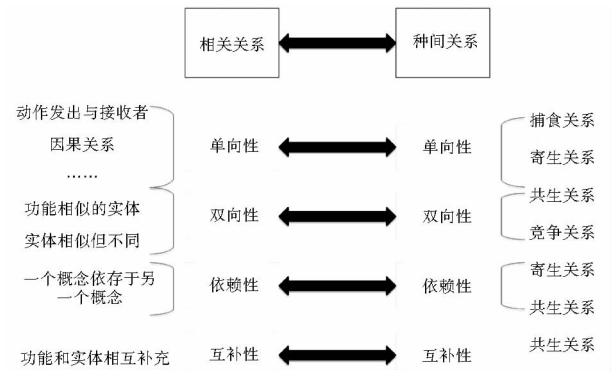 相关关系
种间关系
动作发出与接收者
因果关系
……
单向性
单向性
捕食关系
寄生关系
功能相似的实体
实体相似但不同
双向性
双向性
共生关系
竞争关系
一个概念依存于另
一个概念
依赖性
依赖性
寄生关系
共生关系
功能和实体相互补充
互补性
互补性
共生关系